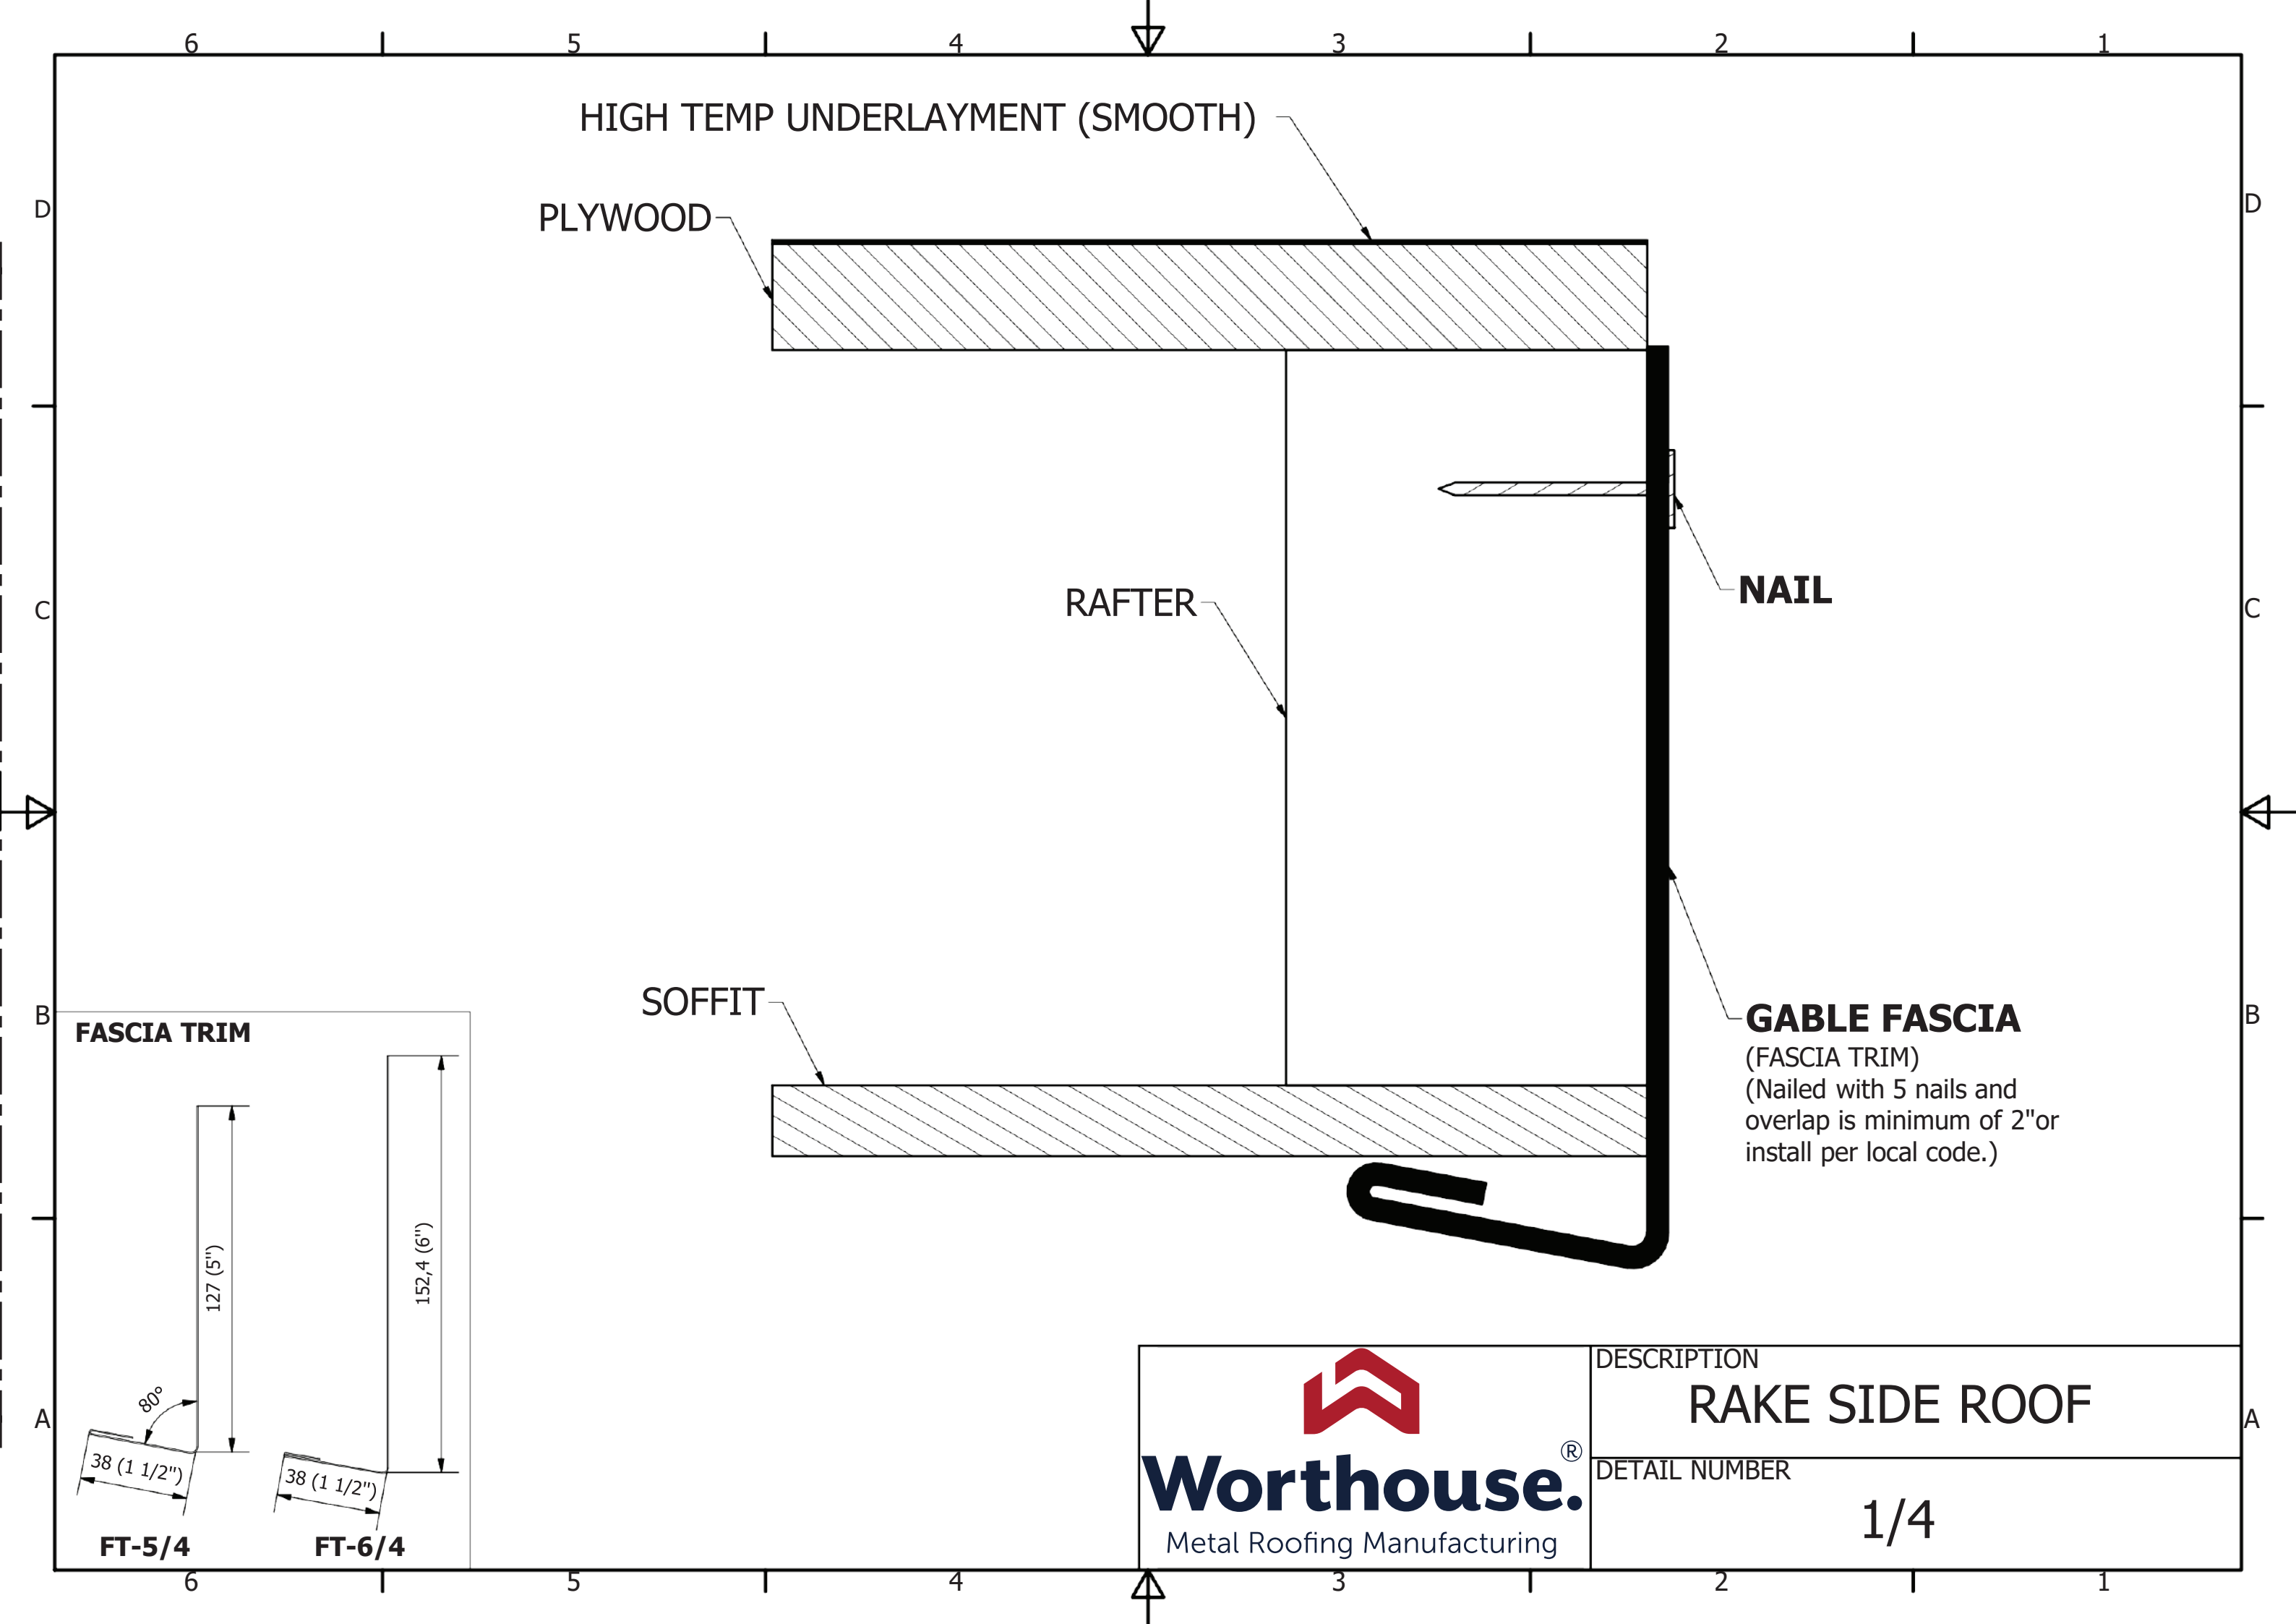 6 5 4 3 2 1
HIGH TEMP UNDERLAYMENT (SMOOTH)
D D
PLYWOOD
NAIL
RAFTER
C C
SOFFIT
B B
GABLE FASCIA
(FASCIA TRIM)
(Nailed with 5 nails and
overlap is minimum of 2"or
install per local code.)
FASCIA TRIM
127 (5")
152,4 (6")
80°
38 (1 1/2")
38 (1 1/2")
FT-5/4
FT-6/4
A A
Worthouse.®
Metal Roofing Manufacturing
DESCRIPTION
RAKE SIDE ROOF
DETAIL NUMBER
1/4
6 5 4 3 2 1